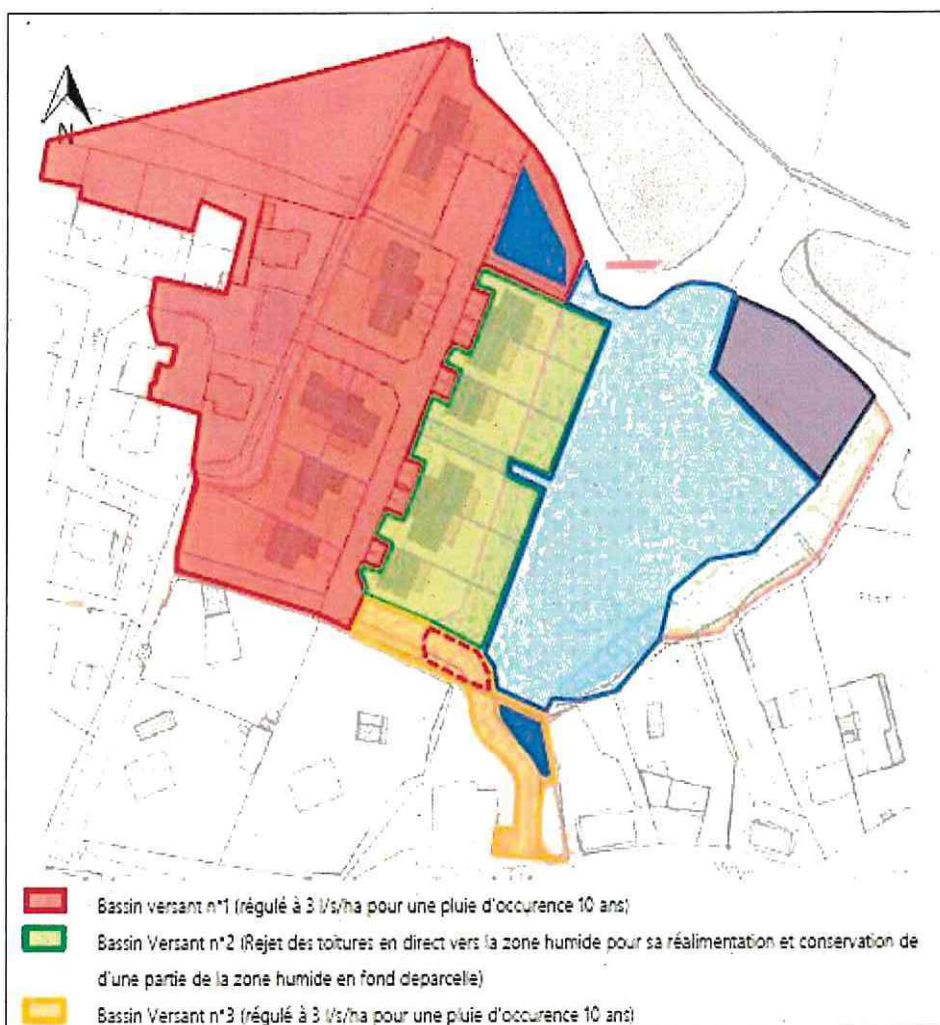 N
Bassin versant n°1 (régulé à 3 l/s/ha pour une pluie d'occurence 10 ans)
Bassin Versant n°2 (Rejet des toitures en direct vers la zone humide pour sa réalimentation et conservation de
d'une partie de la zone humide en fond deparcelle)
Bassin Versant n°3 (régulé à 3 l/s/ha pour une pluie d'occurence 10 ans)